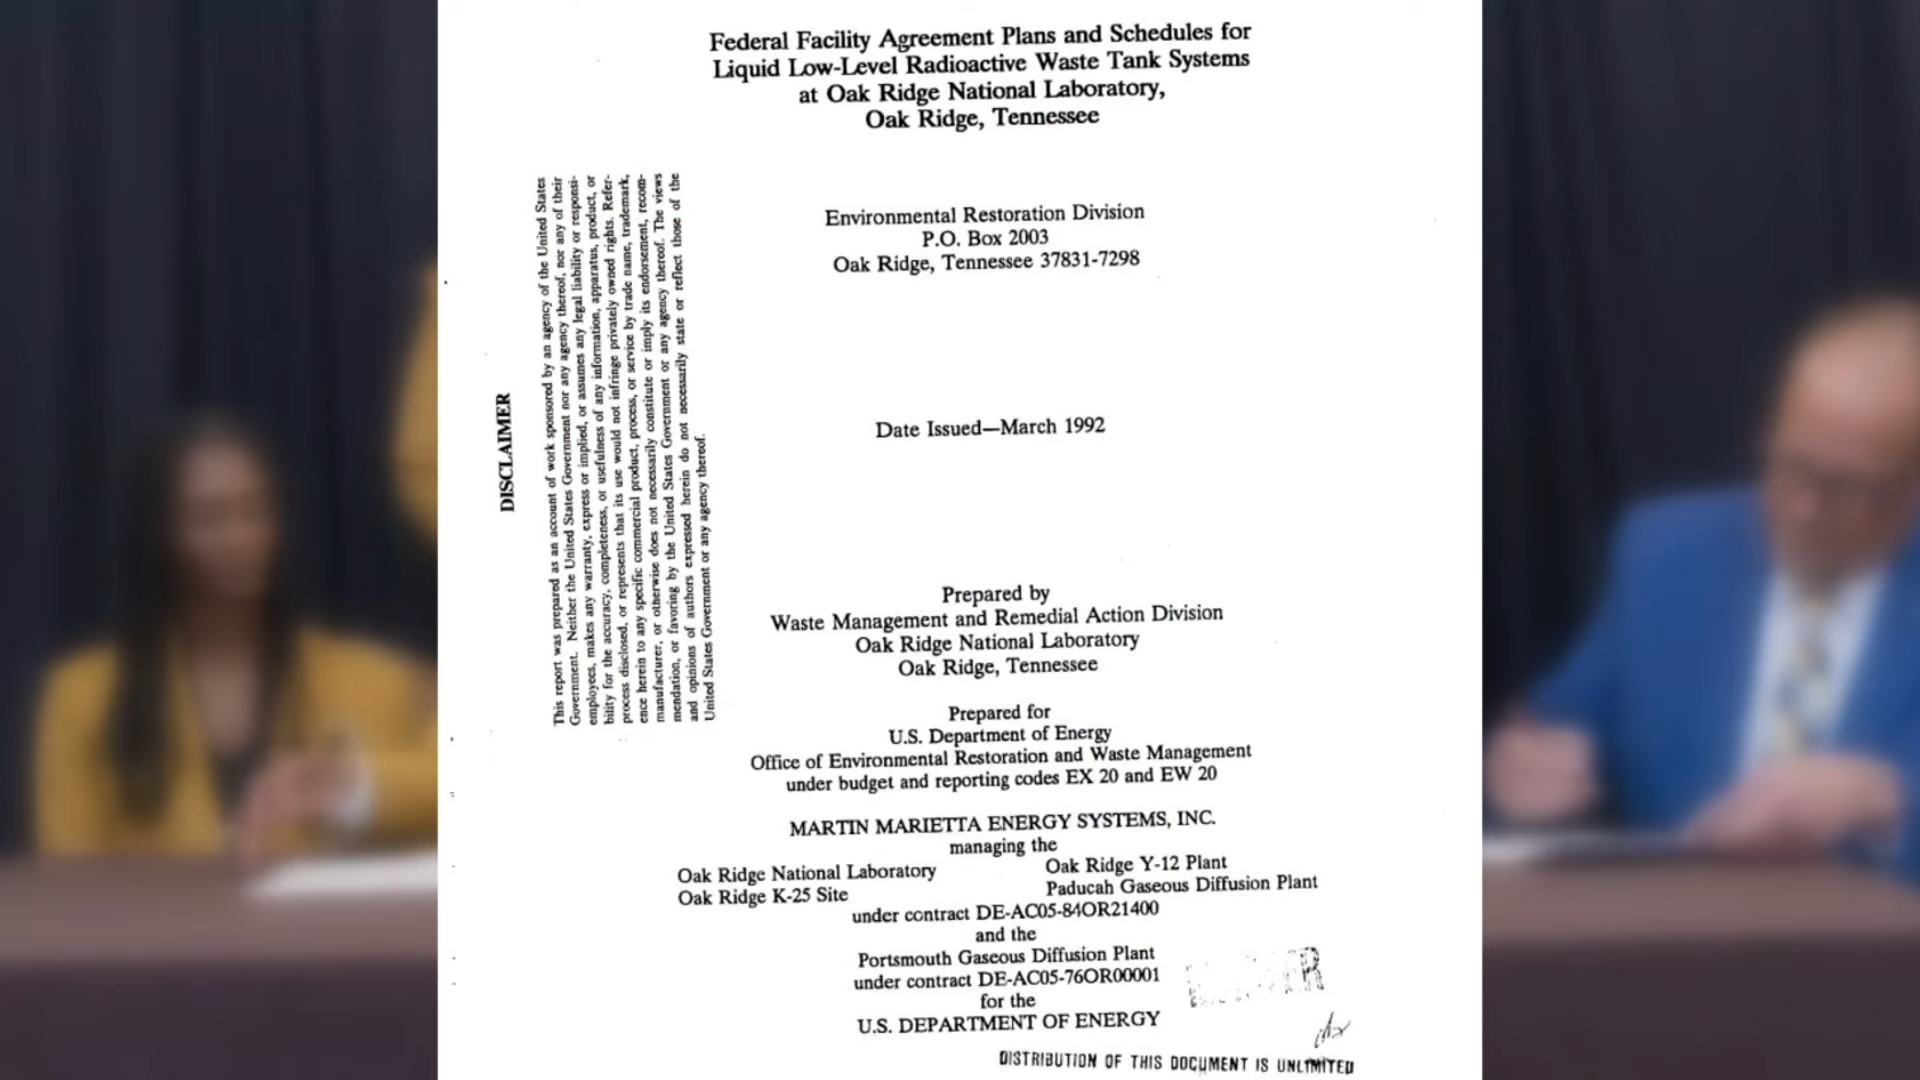 Federal Facility Agreement Plans and Schedules for
Liquid Low-Level Radioactive Waste Tank Systems
at Oak Ridge National Laboratory,
Oak Ridge, Tennessee
DISCLAIMER
This report was prepared as an account of work sponsored by an agency of the United States
Government. Neither the United States Government nor any agency thereof, nor any of their
employees, makes any warranty, express or implied, or assumes any legal liability or responsi-
bility for the accuracy, completeness, or usefulness of any information, apparatus, product, or
process disclosed, or represents that its use would not infringe privately owned rights. Refer-
ence herein to any specific commercial product, process, or service by trade name, trademark,
manufacturer, or otherwise does not necessarily constitute or imply its endorsement, recom-
mendation, or favoring by the United States Government or any agency thereof. The views
and opinions of authors expressed herein do not necessarily state or reflect those of the
United States Government or any agency thereof.
Environmental Restoration Division
P.O. Box 2003
Oak Ridge, Tennessee 37831-7298
Date Issued—March 1992
Prepared by
Waste Management and Remedial Action Division
Oak Ridge National Laboratory
Oak Ridge, Tennessee
Prepared for
U.S. Department of Energy
Office of Environmental Restoration and Waste Management
under budget and reporting codes EX 20 and EW 20
MARTIN MARIETTA ENERGY SYSTEMS, INC.
managing the
Oak Ridge National Laboratory Oak Ridge Y-12 Plant
Oak Ridge K-25 Site Paducah Gaseous Diffusion Plant
under contract DE-AC05-84OR21400
and the
Portsmouth Gaseous Diffusion Plant
under contract DE-AC05-76OR00001
for the
U.S. DEPARTMENT OF ENERGY
DISTRIBUTION OF THIS DOCUMENT IS UNLIMITED